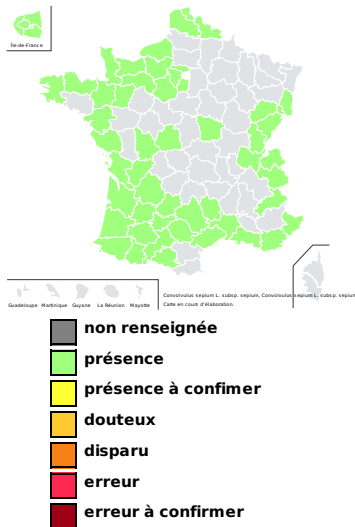 Île-de-France
Guadeloupe Martinique Guyane La Réunion Mayotte
Convolvulus sepium L. subsp. sepium, Convolvulus sepium L. subsp. sepium
Carte en cours d'élaboration.
non renseignée
présence
présence à confimer
douteux
disparu
erreur
erreur à confirmer